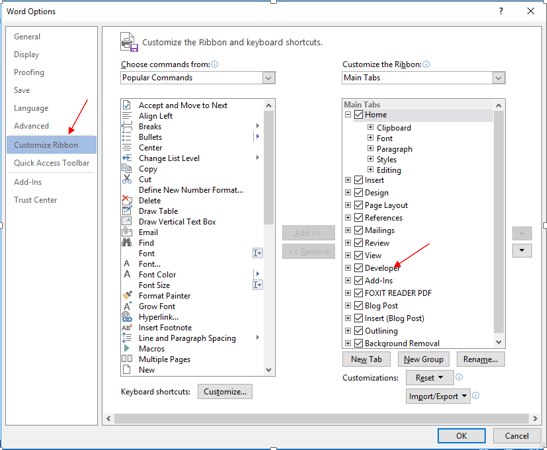 Word Options
General
Display
Proofing
Save
Language
Advanced
Customize Ribbon
Quick Access Toolbar
Add-Ins
Trust Center
Customize the Ribbon and keyboard shortcuts.
Choose commands from:
Popular Commands
Accept and Move to Next
Align Left
Breaks
Bullets
Center
Change List Level
Copy
Cut
Define New Number Format...
Delete
Draw Table
Draw Vertical Text Box
Email
Find
Font
Font...
Font Color
Font Size
Format Painter
Grow Font
Hyperlink...
Insert Footnote
Line and Paragraph Spacing
Macros
Multiple Pages
New
Keyboard shortcuts: Customize...
Add >>
<< Remove
Customize the Ribbon:
Main Tabs
Main Tabs
Home
Clipboard
Font
Paragraph
Styles
Editing
Insert
Design
Page Layout
References
Mailings
Review
View
Developer
Add-Ins
FOXIT READER PDF
Blog Post
Insert (Blog Post)
Outlining
Background Removal
New Tab New Group Rename...
Customizations: Reset
Import/Export
OK Cancel